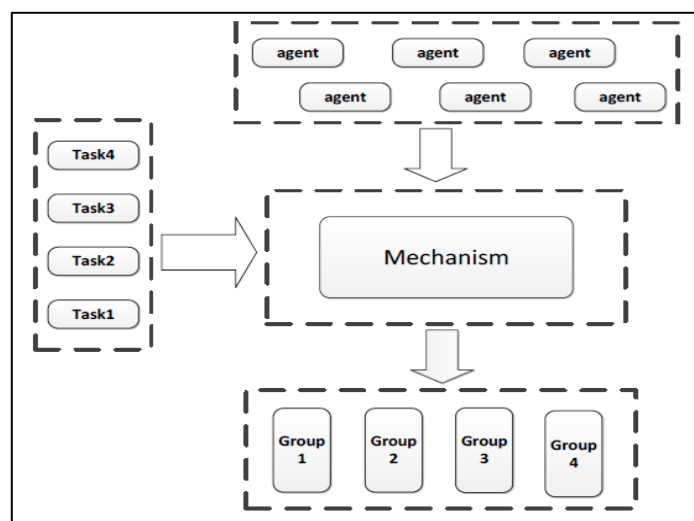 agent agent agent
agent agent agent
Task4
Task3
Task2
Task1
Mechanism
Group Group Group Group
1 2 3 4